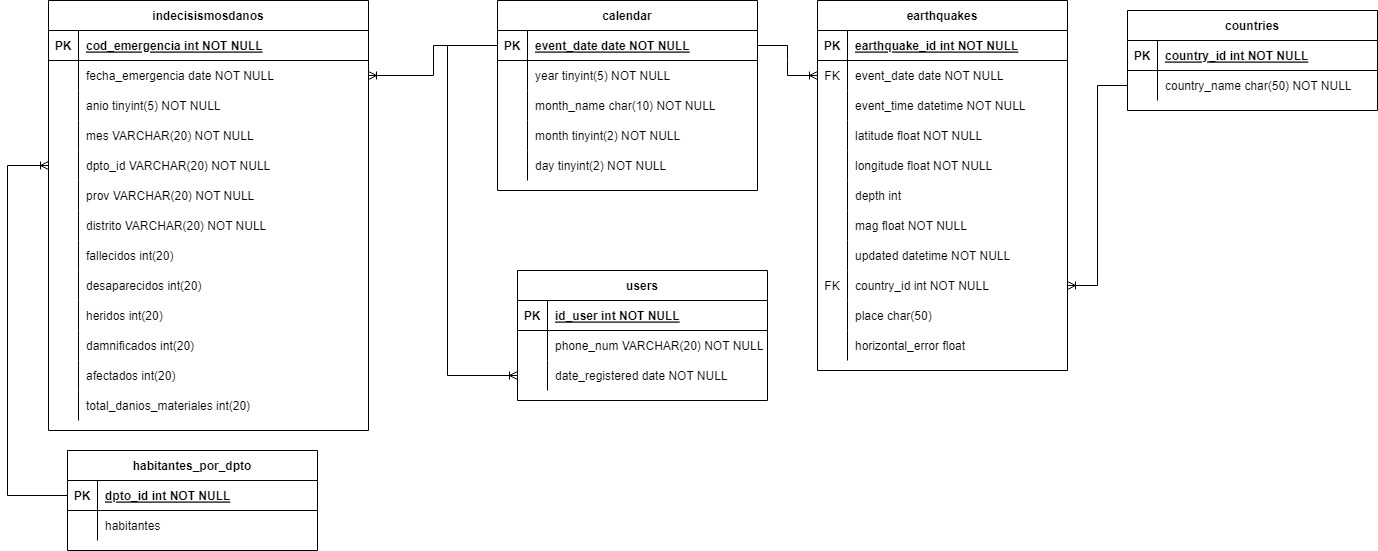 indecisismosdanos
PK cod_emergencia int NOT NULL
fecha_emergencia date NOT NULL
anio tinyint(5) NOT NULL
mes VARCHAR(20) NOT NULL
dpto_id VARCHAR(20) NOT NULL
prov VARCHAR(20) NOT NULL
distrito VARCHAR(20) NOT NULL
fallecidos int(20)
desaparecidos int(20)
heridos int(20)
damnificados int(20)
afectados int(20)
total_danios_materiales int(20)
habitantes_por_dpto
PK dpto_id int NOT NULL
habitantes
calendar
PK event_date date NOT NULL
year tinyint(5) NOT NULL
month_name char(10) NOT NULL
month tinyint(2) NOT NULL
day tinyint(2) NOT NULL
users
PK id_user int NOT NULL
phone_num VARCHAR(20) NOT NULL
date_registered date NOT NULL
earthquakes
PK earthquake_id int NOT NULL
FK event_date date NOT NULL
event_time datetime NOT NULL
latitude float NOT NULL
longitude float NOT NULL
depth int
mag float NOT NULL
updated datetime NOT NULL
FK country_id int NOT NULL
place char(50)
horizontal_error float
countries
PK country_id int NOT NULL
country_name char(50) NOT NULL